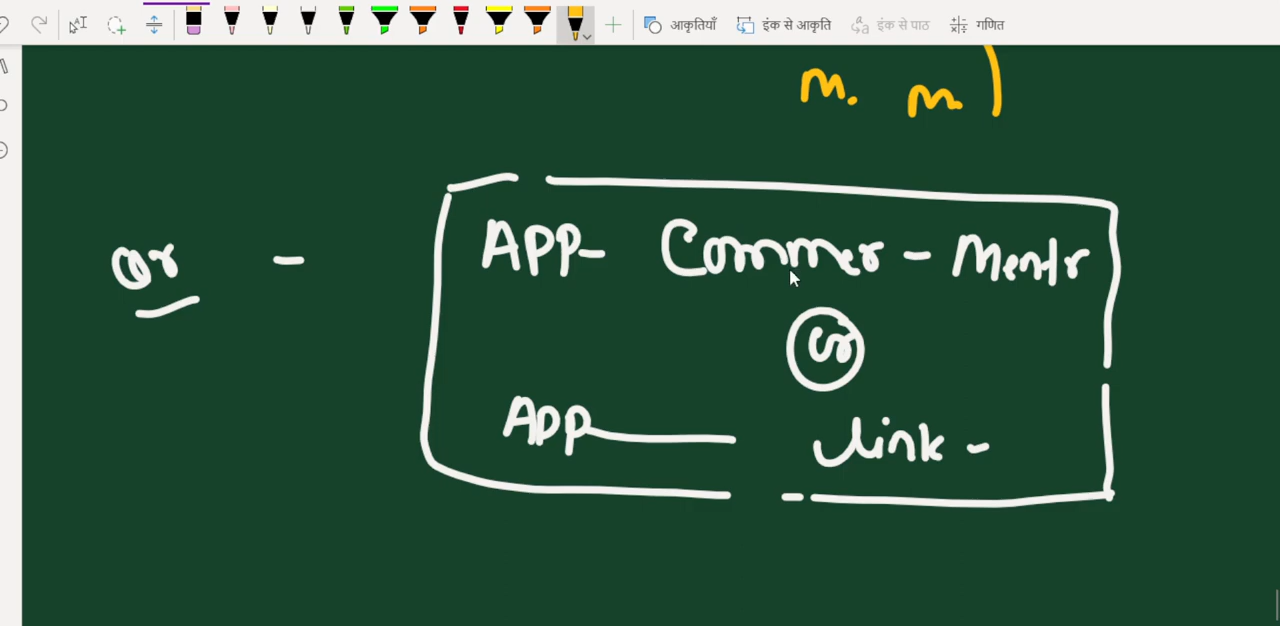 आकृतियाँ इंक से आकृति इंक से पाठ गणित
m. m.)
or -
APP- Commer - Mentr
App link -